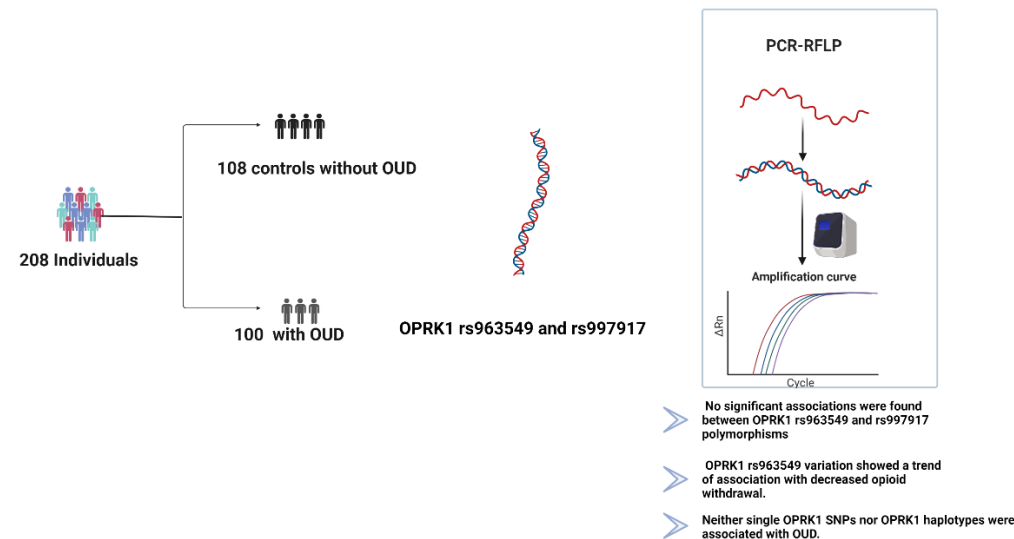 208 Individuals
108 controls without OUD
100 with OUD
OPRK1 rs963549 and rs997917
PCR-RFLP
Amplification curve
ΔRn
Cycle
No significant associations were found
between OPRK1 rs963549 and rs997917
polymorphisms
OPRK1 rs963549 variation showed a trend
of association with decreased opioid
withdrawal.
Neither single OPRK1 SNPs nor OPRK1 haplotypes were
associated with OUD.